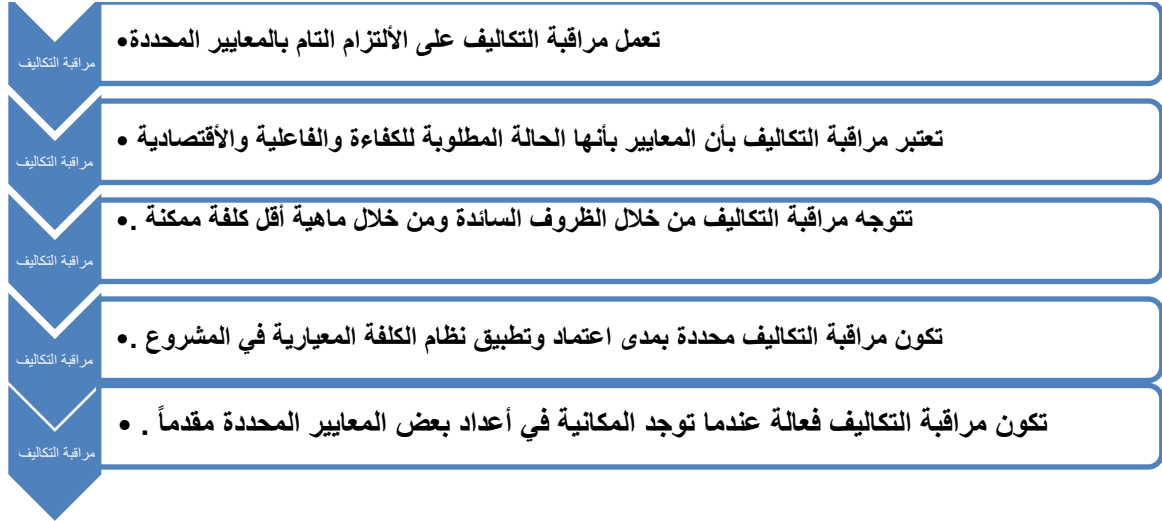 مراقبة التكاليف
تعمل مراقبة التكاليف على الألتزام التام بالمعايير المحددة•
مراقبة التكاليف
تعتبر مراقبة التكاليف بأن المعايير بأنها الحالة المطلوبة للكفاءة والفاعلية والأقتصادية •
مراقبة التكاليف
تتوجه مراقبة التكاليف من خلال الظروف السائدة ومن خلال ماهية أقل كلفة ممكنة .•
مراقبة التكاليف
تكون مراقبة التكاليف محددة بمدى اعتماد وتطبيق نظام الكلفة المعيارية في المشروع .•
مراقبة التكاليف
تكون مراقبة التكاليف فعالة عندما توجد المكانية في أعداد بعض المعايير المحددة مقدماً . •